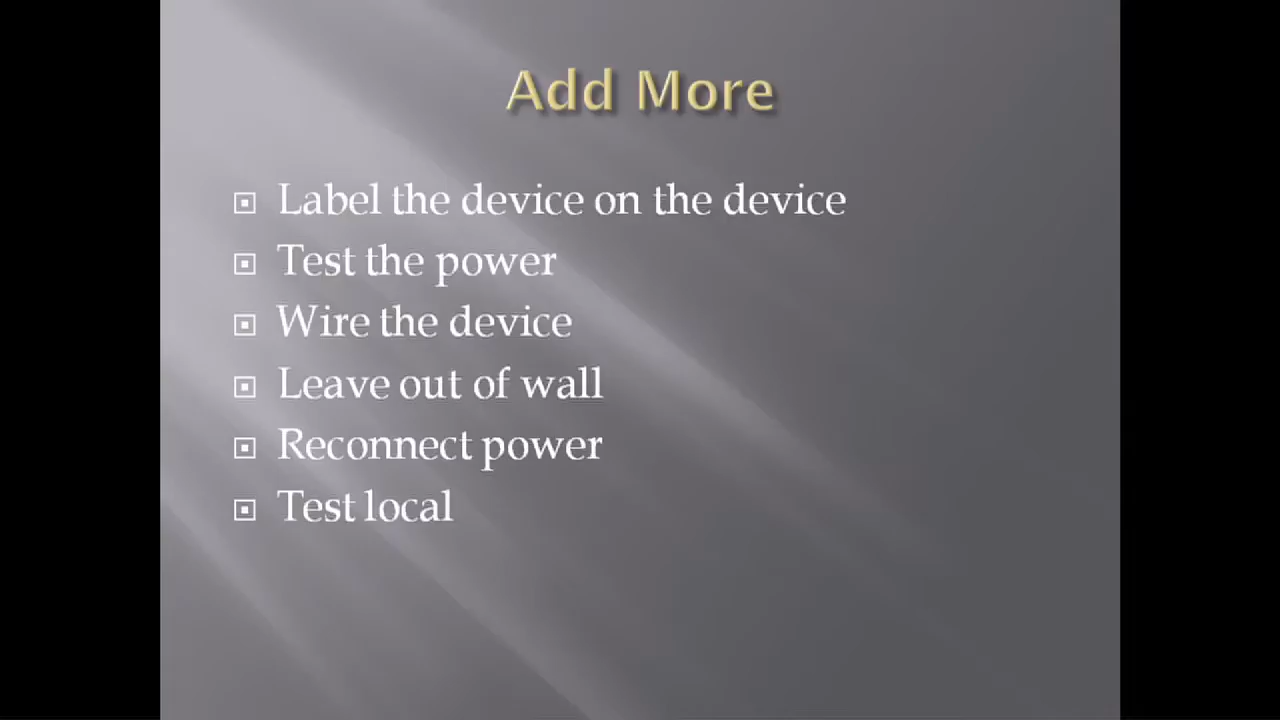 Add More
Label the device on the device
Test the power
Wire the device
Leave out of wall
Reconnect power
Test local